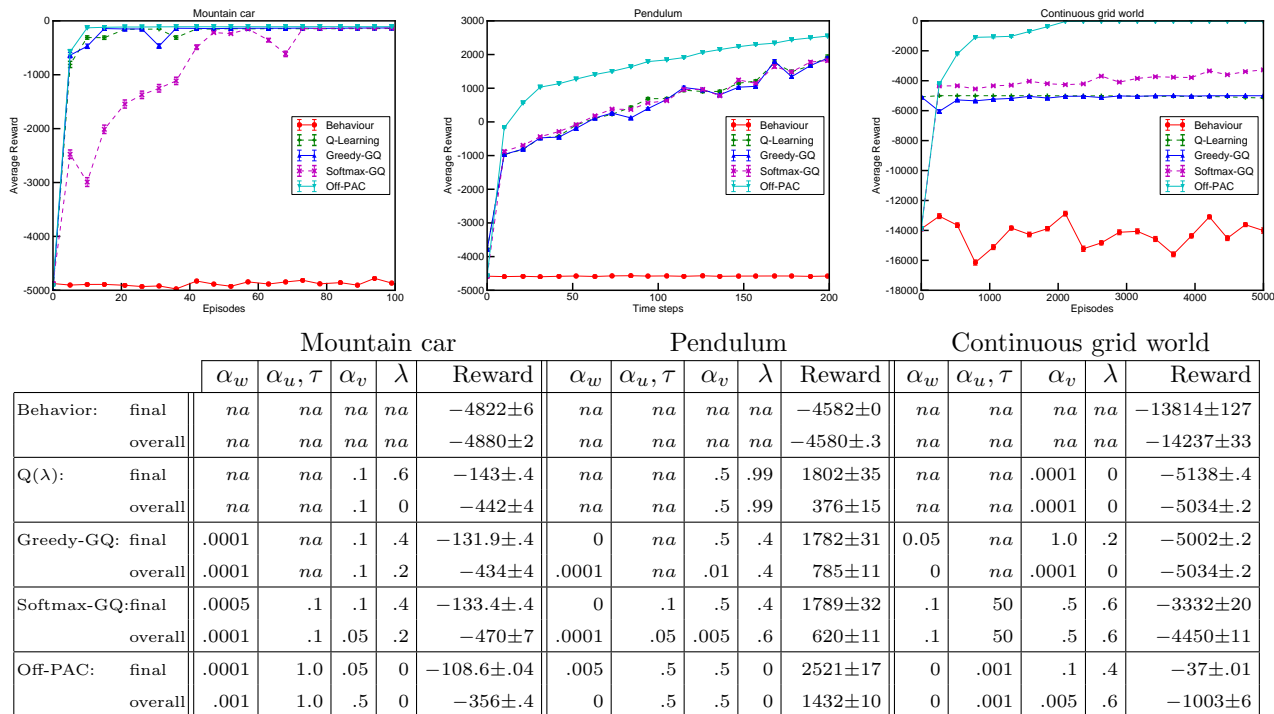 Mountain car
Average Reward
0
-1000
-2000
-3000
-4000
-5000
0 20 40 60 80 100
Episodes
Behaviour
Q-Learning
Greedy-GQ
Softmax-GQ
Off-PAC
Pendulum
Average Reward
3000
2000
1000
0
-1000
-2000
-3000
-4000
-5000
0 50 100 150 200
Time steps
Behaviour
Q-Learning
Greedy-GQ
Softmax-GQ
Off-PAC
Continuous grid world
Average Reward
0
-2000
-4000
-6000
-8000
-10000
-12000
-14000
-16000
-18000
0 1000 2000 3000 4000 5000
Episodes
Behaviour
Q-Learning
Greedy-GQ
Softmax-GQ
Off-PAC
Mountain car Pendulum Continuous grid world
α_w α_u, τ α_v λ Reward α_w α_u, τ α_v λ Reward α_w α_u, τ α_v λ Reward
Behavior: final na na na na −4822±6 na na na na −4582±0 na na na na −13814±127
overall na na na na −4880±2 na na na na −4580±.3 na na na na −14237±33
Q(λ): final na na .1 .6 −143±.4 na na .5 .99 1802±35 na na .0001 0 −5138±.4
overall na na .1 0 −442±4 na na .5 .99 376±15 na na .0001 0 −5034±.2
Greedy-GQ: final .0001 na .1 .4 −131.9±.4 0 na .5 .4 1782±31 0.05 na 1.0 .2 −5002±.2
overall .0001 na .1 .2 −434±4 .0001 na .01 .4 785±11 0 na .0001 0 −5034±.2
Softmax-GQ: final .0005 .1 .1 .4 −133.4±.4 0 .1 .5 .4 1789±32 .1 50 .5 .6 −3332±20
overall .0001 .1 .05 .2 −470±7 .0001 .05 .005 .6 620±11 .1 50 .5 .6 −4450±11
Off-PAC: final .0001 1.0 .05 0 −108.6±.04 .005 .5 .5 0 2521±17 0 .001 .1 .4 −37±.01
overall .001 1.0 .5 0 −356±.4 0 .5 .5 0 1432±10 0 .001 .005 .6 −1003±6